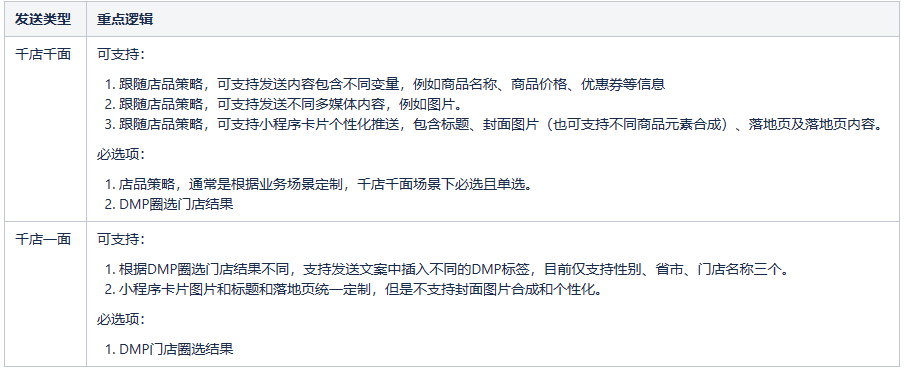 发送类型
重点逻辑
千店千面
可支持：
1. 跟随店品策略，可支持发送内容包含不同变量，例如商品名称、商品价格、优惠券等信息
2. 跟随店品策略，可支持发送不同多媒体内容，例如图片。
3. 跟随店品策略，可支持小程序卡片个性化推送，包含标题、封面图片（也可支持不同商品元素合成）、落地页及落地页内容。
必选项：
1. 店品策略，通常是根据业务场景定制，千店千面场景下必选且单选。
2. DMP圈选门店结果
千店一面
可支持：
1. 根据DMP圈选门店结果不同，支持发送文案中插入不同的DMP标签，目前仅支持性别、省市、门店名称三个。
2. 小程序卡片图片和标题和落地页统一定制，但是不支持封面图片合成和个性化。
必选项：
1. DMP门店圈选结果